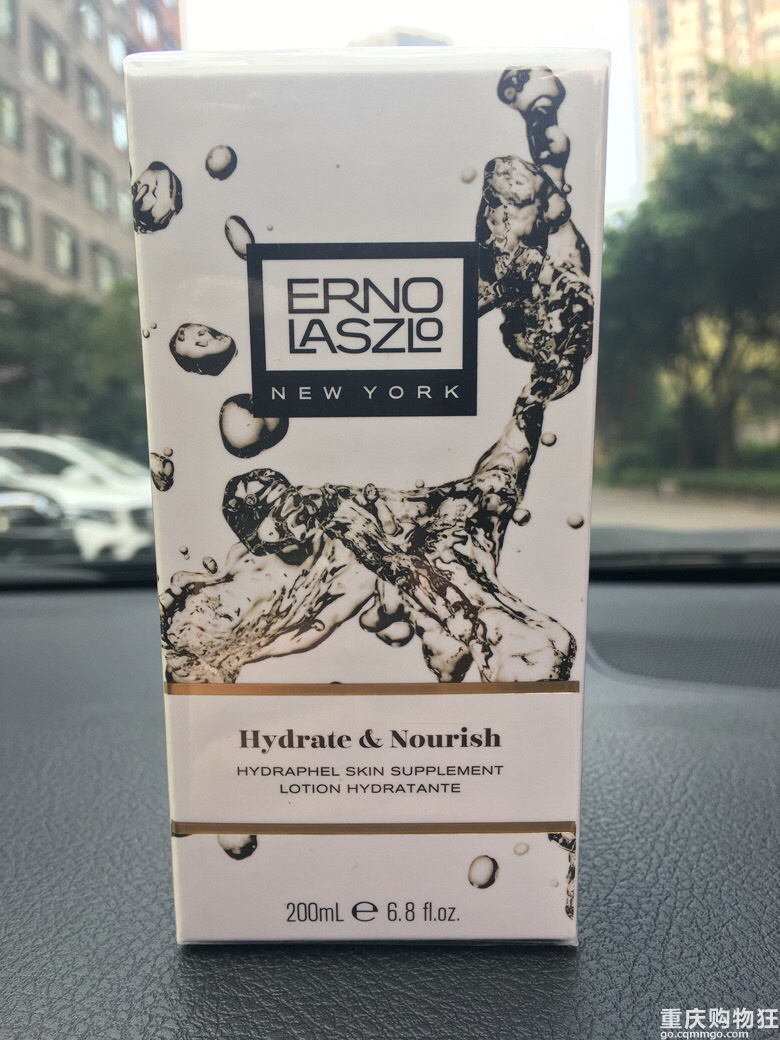 ERNO
LASZLO
NEW YORK
Hydrate & Nourish
HYDRAPHEL SKIN SUPPLEMENT
LOTION HYDRATANTE
200mL ℮ 6.8 fl.oz.
重庆购物狂
go.cqmmgo.com